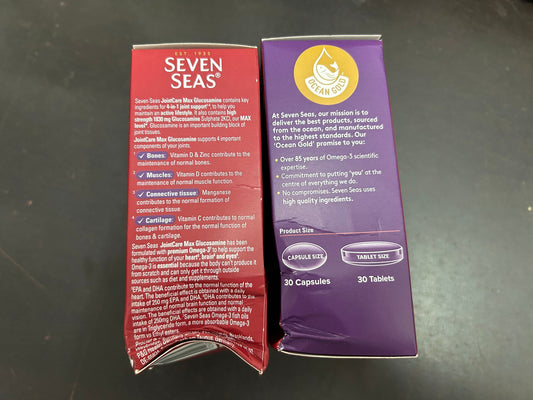 EST. 1935
SEVEN
SEAS®
Seven Seas JointCare Max Glucosamine contains key
ingredients for 4-in-1 joint support, to help you
maintain an active lifestyle. It also contains high
strength 1830 mg Glucosamine Sulphate 2KCl, our MAX
level. Glucosamine is an important building block of
joint tissues.
JointCare Max Glucosamine supports 4 important
components of your joints.
Bones: Vitamin D & Zinc contribute to the
maintenance of normal bones.
Muscles: Vitamin D contributes to the
maintenance of normal muscle function.
Connective tissue: Manganese
contributes to the normal formation of
connective tissue.
Cartilage: Vitamin C contributes to normal
collagen formation for the normal function of
bones & cartilage.
Seven Seas JointCare Max Glucosamine has been
formulated with premium Omega-3 to help support the
healthy function of your heart, brain and eyes
Omega-3 is essential because the body can't produce it
from scratch and can only get it through outside
sources such as diet and supplements.
EPA and DHA contribute to the normal function of the
heart. The beneficial effect is obtained with a daily
intake of 250 mg EPA and DHA. DHA contributes to the
maintenance of normal brain function and normal
vision. The beneficial effects are obtained with a daily
intake of 250mg DHA. Seven Seas Omega-3 fish oils
are in Triglyceride form, a more absorbable Omega-3
form vs Ethyl Esters.
P&G Health
OCEAN GOLD
At Seven Seas, our mission is to
deliver the best products, sourced
from the ocean, and manufactured
to the highest standards. Our
'Ocean Gold' promise to you:
• Over 85 years of Omega-3 scientific
expertise.
• Commitment to putting 'you' at the
centre of everything we do.
• No compromises. Seven Seas uses
high quality ingredients.
Product Size
CAPSULE SIZE
TABLET SIZE
30 Capsules
30 Tablets